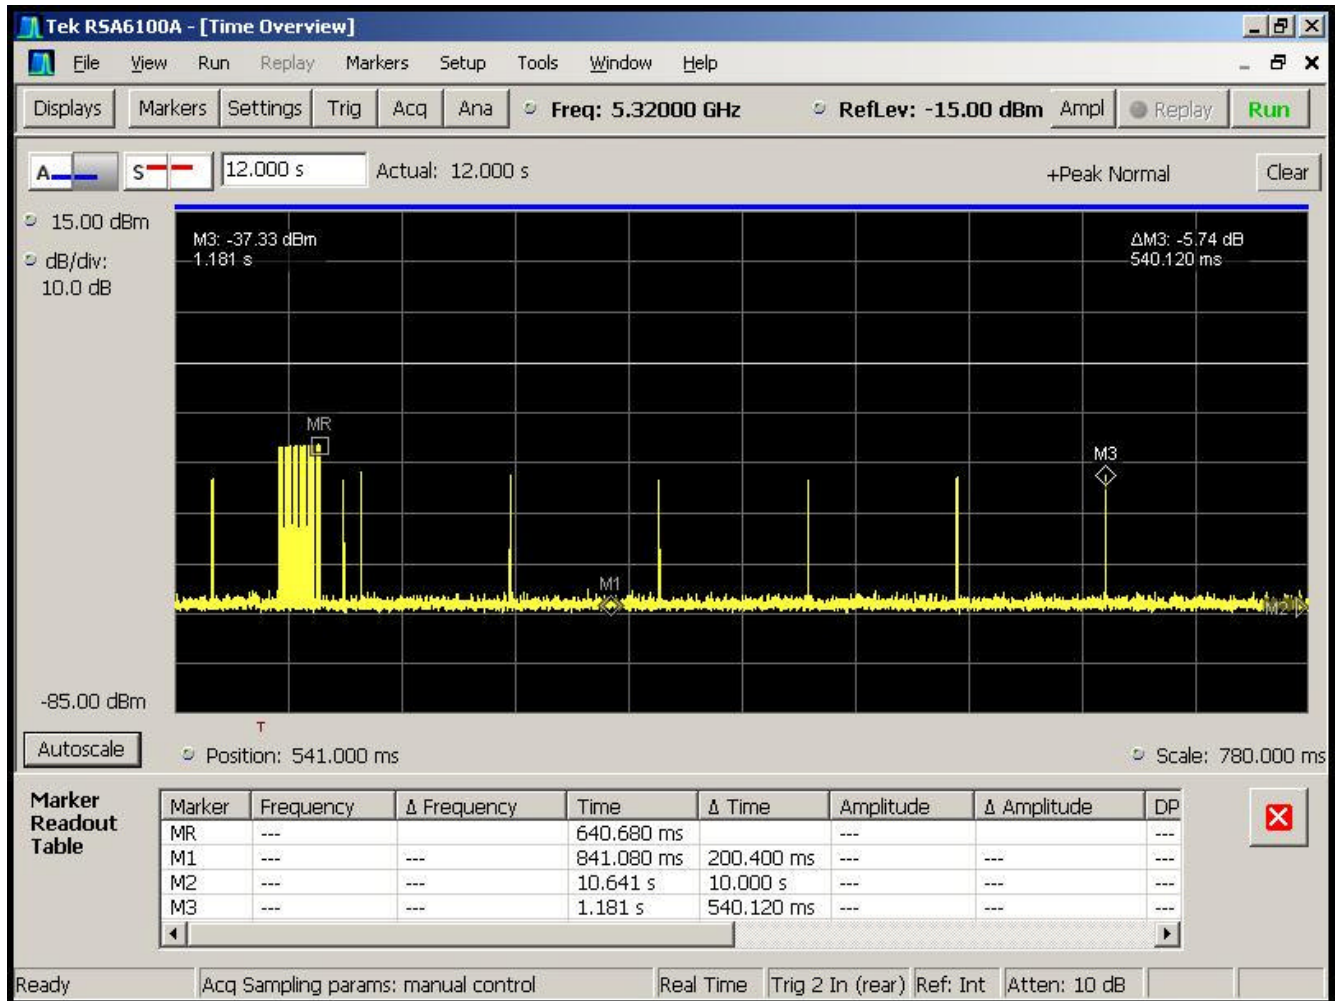 Tek RSA6100A - [Time Overview]
File View Run Replay Markers Setup Tools Window Help
Displays Markers Settings Trig Acq Ana Freq: 5.32000 GHz RefLev: -15.00 dBm Ampl Replay Run
A S 12.000 s Actual: 12.000 s +Peak Normal Clear
15.00 dBm
dB/div:
10.0 dB
M3: -37.33 dBm
1.181 s
ΔM3: -5.74 dB
540.120 ms
MR
M3
M1
M2
-85.00 dBm
T
Autoscale Position: 541.000 ms Scale: 780.000 ms
Marker
Readout
Table
Marker Frequency Δ Frequency Time Δ Time Amplitude Δ Amplitude DP
MR --- 640.680 ms --- ---
M1 --- --- 841.080 ms 200.400 ms --- --- ---
M2 --- --- 10.641 s 10.000 s --- --- ---
M3 --- --- 1.181 s 540.120 ms --- --- ---
Ready Acq Sampling params: manual control Real Time Trig 2 In (rear) Ref: Int Atten: 10 dB